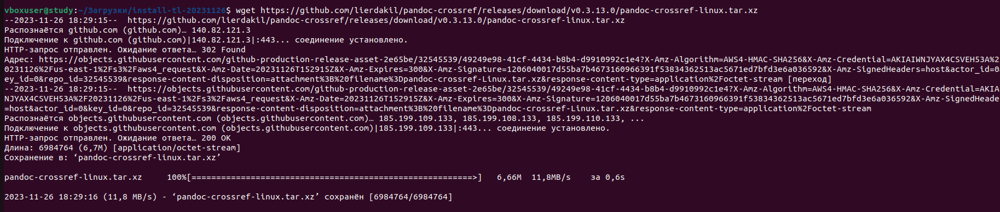 vboxuser@study:~/Загрузки/install-tl-20231126$ wget https://github.com/lierdakil/pandoc-crossref/releases/download/v0.3.13.0/pandoc-crossref-linux.tar.xz
--2023-11-26 18:29:15--  https://github.com/lierdakil/pandoc-crossref/releases/download/v0.3.13.0/pandoc-crossref-linux.tar.xz
Распознаётся github.com (github.com)… 140.82.121.3
Подключение к github.com (github.com)|140.82.121.3|:443... соединение установлено.
HTTP-запрос отправлен. Ожидание ответа… 302 Found
Адрес: https://objects.githubusercontent.com/github-production-release-asset-2e65be/32545539/49249e98-41cf-4434-b8b4-d9910992c1e4?X-Amz-Algorithm=AWS4-HMAC-SHA256&X-Amz-Credential=AKIAIWNJYAX4CSVEH53A%2
0231126%2Fus-east-1%2Fs3%2Faws4_request&X-Amz-Date=20231126T152915Z&X-Amz-Expires=300&X-Amz-Signature=1206040017d55ba7b4673160966391f53834362513ac5671ed7bfd3e6a036592&X-Amz-SignedHeaders=host&actor_id=0&
ey_id=0&repo_id=32545539&response-content-disposition=attachment%3B%20filename%3Dpandoc-crossref-Linux.tar.xz&response-content-type=application%2Foctet-stream [переход]
--2023-11-26 18:29:15--  https://objects.githubusercontent.com/github-production-release-asset-2e65be/32545539/49249e98-41cf-4434-b8b4-d9910992c1e4?X-Amz-Algorithm=AWS4-HMAC-SHA256&X-Amz-Credential=AKIA
NJYAX4CSVEH53A%2F20231126%2Fus-east-1%2Fs3%2Faws4_request&X-Amz-Date=20231126T152915Z&X-Amz-Expires=300&X-Amz-Signature=1206040017d55ba7b4673160966391f53834362513ac5671ed7bfd3e6a036592&X-Amz-SignedHeade
=host&actor_id=0&key_id=0&repo_id=32545539&response-content-disposition=attachment%3B%20filename%3Dpandoc-crossref-Linux.tar.xz&response-content-type=application%2Foctet-stream
Распознаётся objects.githubusercontent.com (objects.githubusercontent.com)… 185.199.109.133, 185.199.108.133, 185.199.110.133, ...
Подключение к objects.githubusercontent.com (objects.githubusercontent.com)|185.199.109.133|:443... соединение установлено.
HTTP-запрос отправлен. Ожидание ответа… 200 OK
Длина: 6984764 (6,7M) [application/octet-stream]
Сохранение в: ‘pandoc-crossref-linux.tar.xz’
pandoc-crossref-linux.tar.xz     100%[=========================================================>]   6,66M  11,8MB/s    за 0,6s
2023-11-26 18:29:16 (11,8 MB/s) - ‘pandoc-crossref-linux.tar.xz’ сохранён [6984764/6984764]